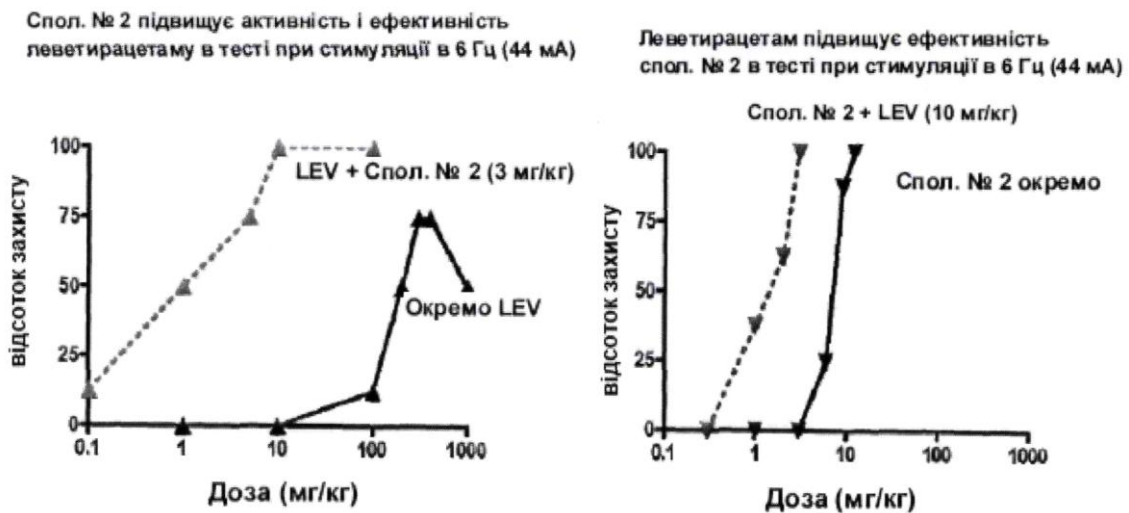 Спол. № 2 підвищує активність і ефективність
леветирацетаму в тесті при стимуляції в 6 Гц (44 мА)
100
75
50
25
0
відсоток захисту
LEV + Спол. № 2 (3 мг/кг)
Окремо LEV
0.1 1 10 100 1000
Доза (мг/кг)
Леветирацетам підвищує ефективність
спол. № 2 в тесті при стимуляції в 6 Гц (44 мА)
Спол. № 2 + LEV (10 мг/кг)
100
75
50
25
0
відсоток захисту
Спол. № 2 окремо
0.1 1 10 100 1000
Доза (мг/кг)